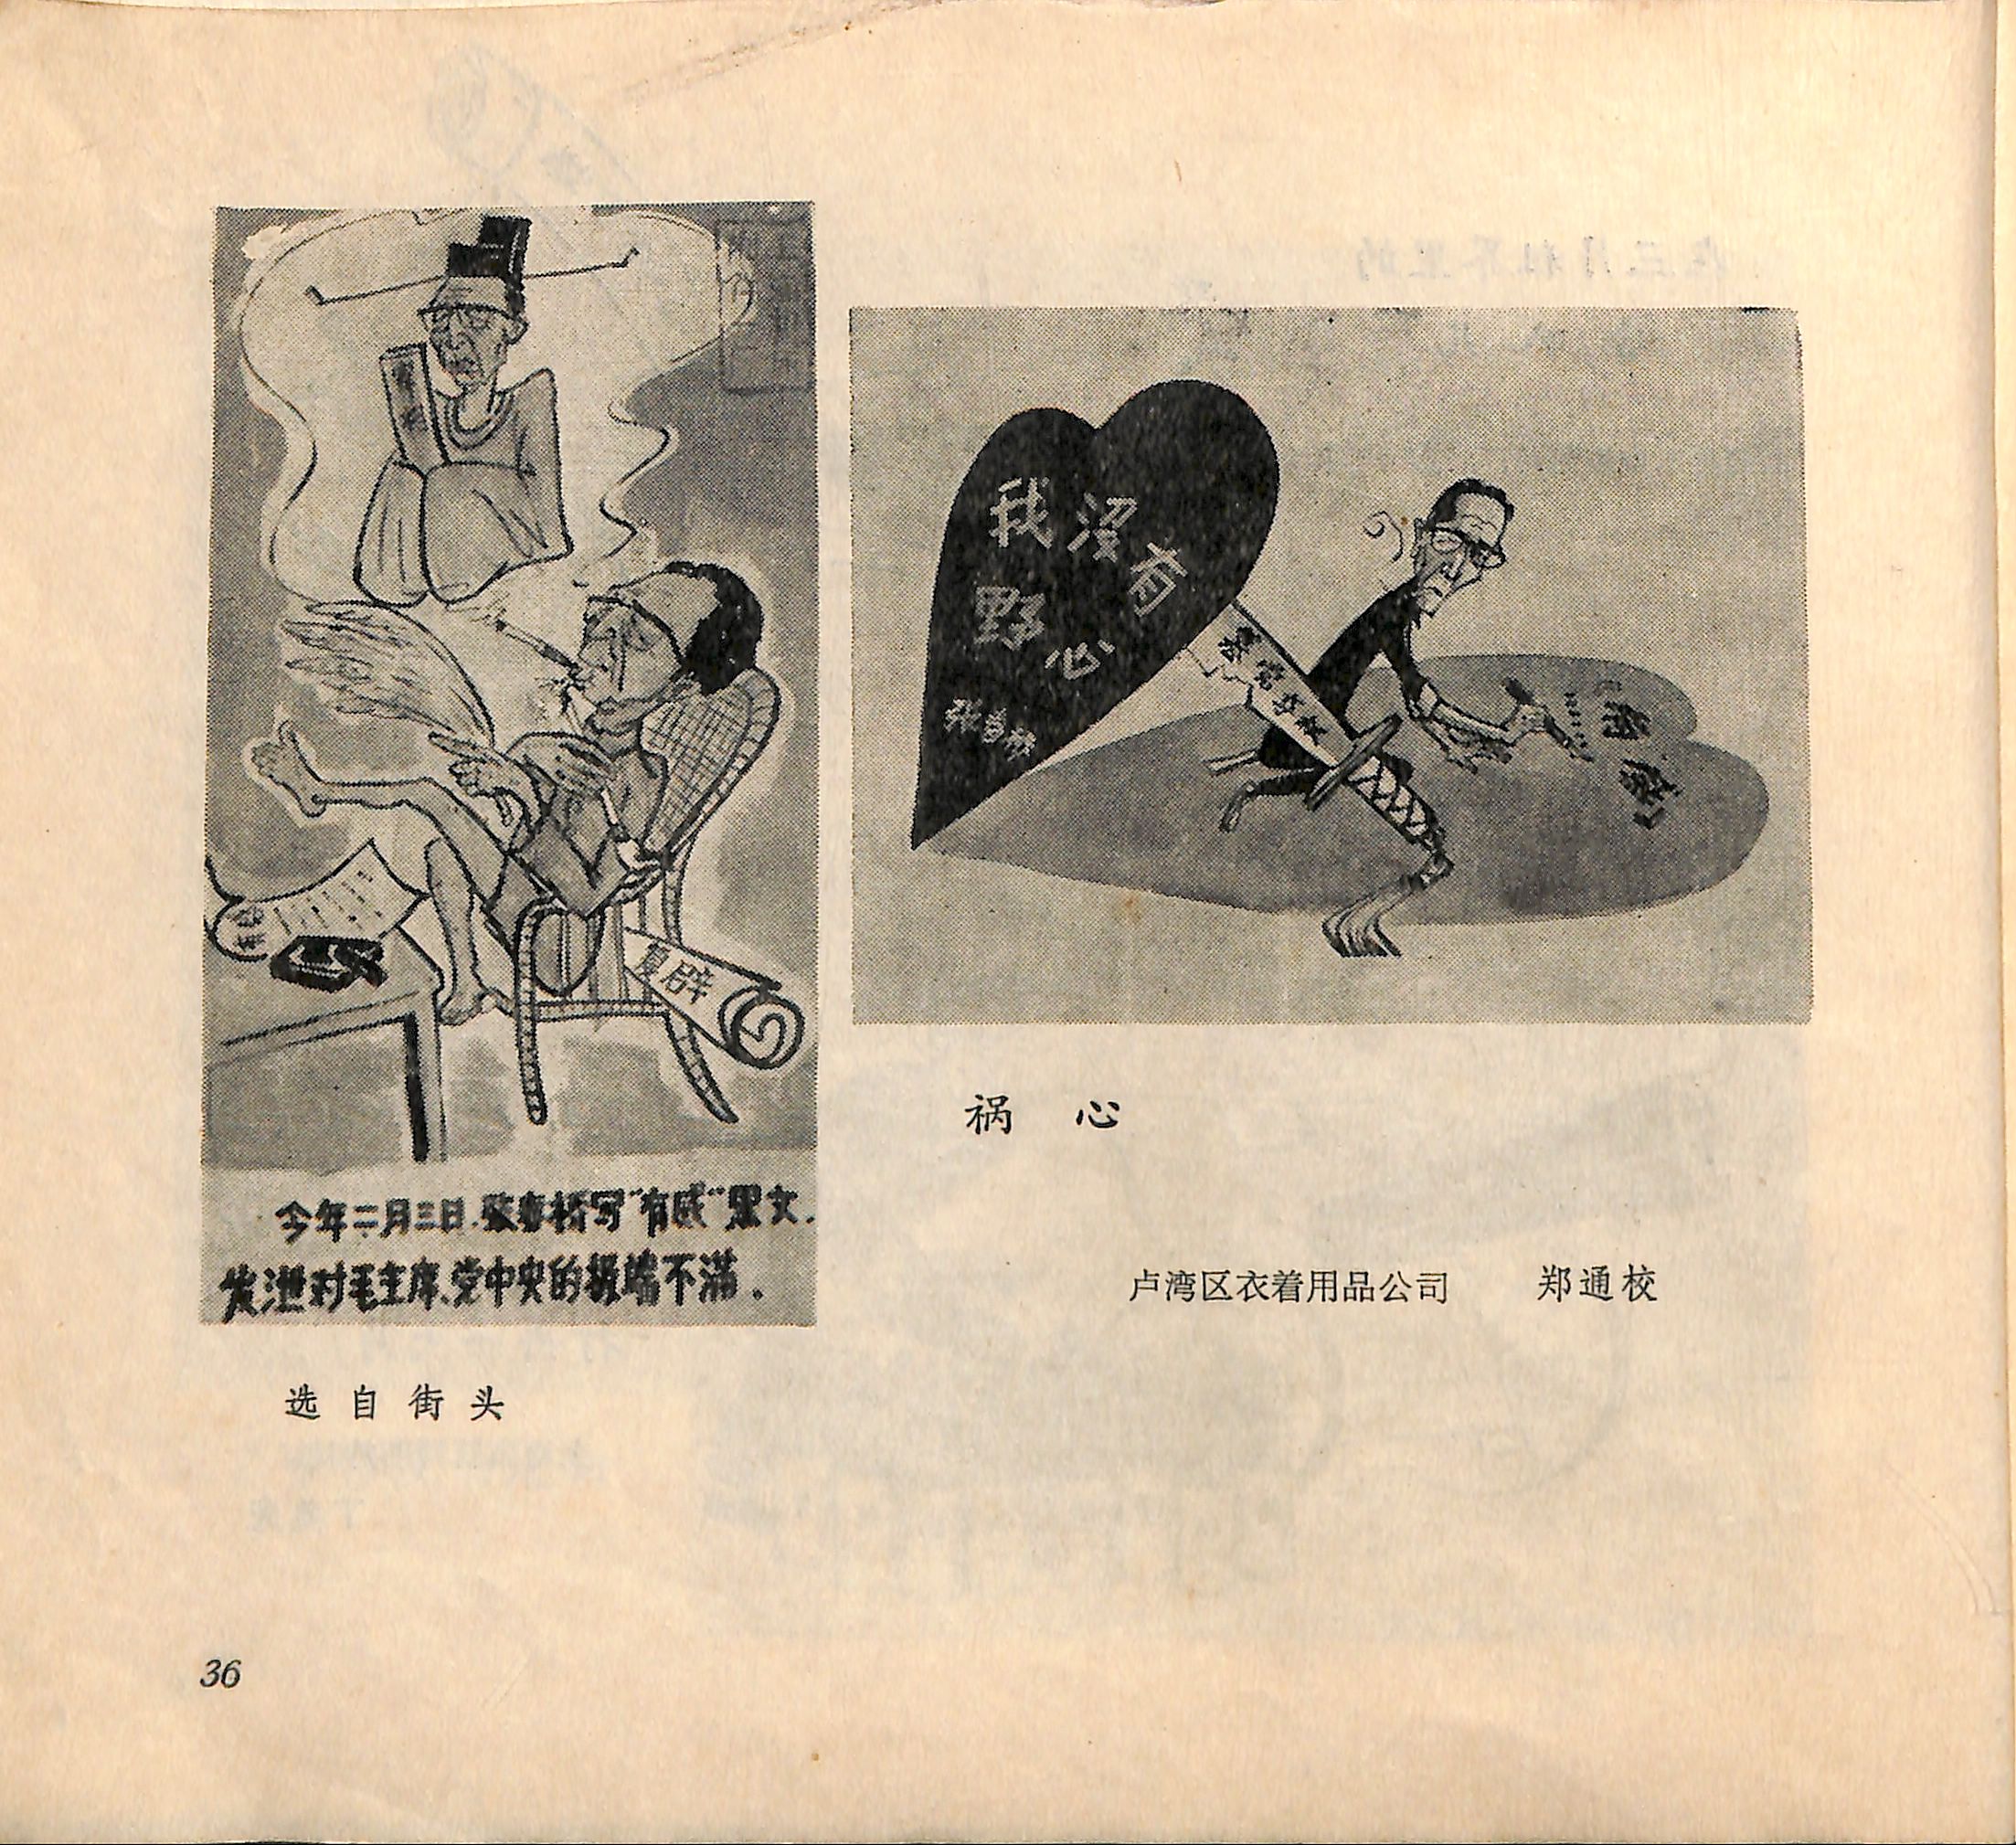 复辟
今年二月三日.张春桥写"有感"黑文.
发泄对毛主席、党中央的极端不满.
选自街头
我没有
野心
张春桥
祸心
卢湾区衣着用品公司 郑通校
36